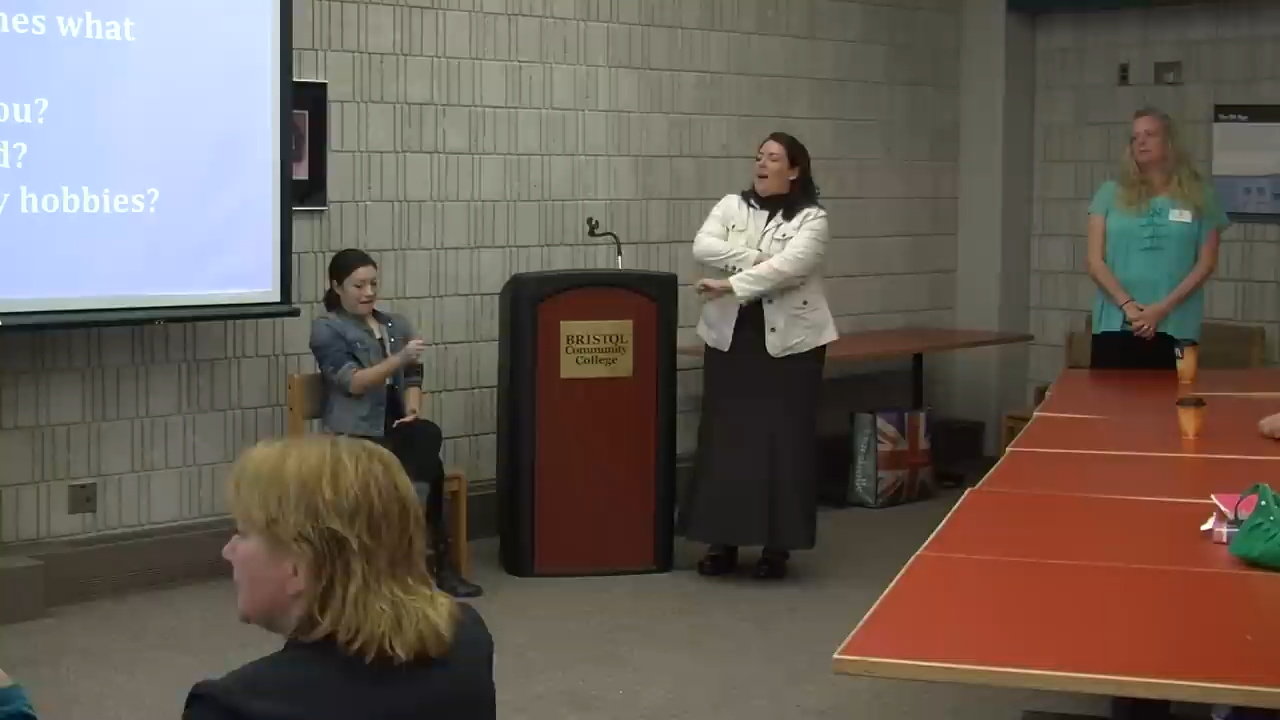 nes what
ou?
d?
y hobbies?
BRISTOL
Community
College